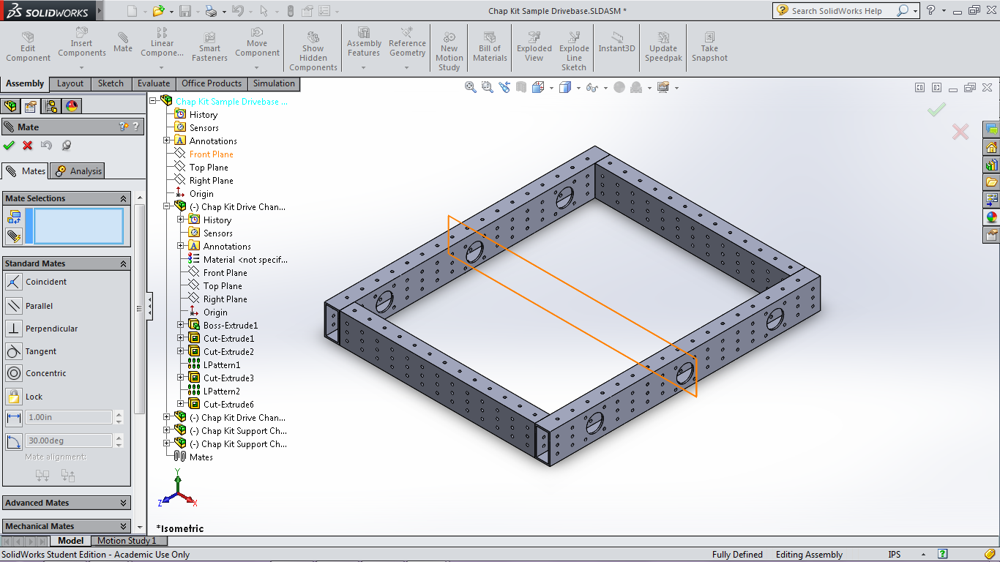 SOLIDWORKS
Chap Kit Sample Drivebase.SLDASM *
Search SolidWorks Help
Edit Component
Insert Components
Mate
Linear Compone...
Smart Fasteners
Move Component
Show Hidden Components
Assembly Features
Reference Geometry
New Motion Study
Bill of Materials
Exploded View
Explode Line Sketch
Instant3D
Update Speedpak
Take Snapshot
Assembly
Layout
Sketch
Evaluate
Office Products
Simulation
Mate
Mates
Analysis
Mate Selections
Standard Mates
Coincident
Parallel
Perpendicular
Tangent
Concentric
Lock
1.00in
30.00deg
Mate alignment:
Advanced Mates
Mechanical Mates
Chap Kit Sample Drivebase ...
History
Sensors
Annotations
Front Plane
Top Plane
Right Plane
Origin
(-) Chap Kit Drive Chan...
History
Sensors
Annotations
Material <not specif...
Front Plane
Top Plane
Right Plane
Origin
Boss-Extrude1
Cut-Extrude1
Cut-Extrude2
LPattern1
Cut-Extrude3
LPattern2
Cut-Extrude6
(-) Chap Kit Drive Chan...
(-) Chap Kit Support Ch...
(-) Chap Kit Support Ch...
Mates
Y
Z
X
*Isometric
Model
Motion Study 1
SolidWorks Student Edition - Academic Use Only
Fully Defined
Editing Assembly
IPS